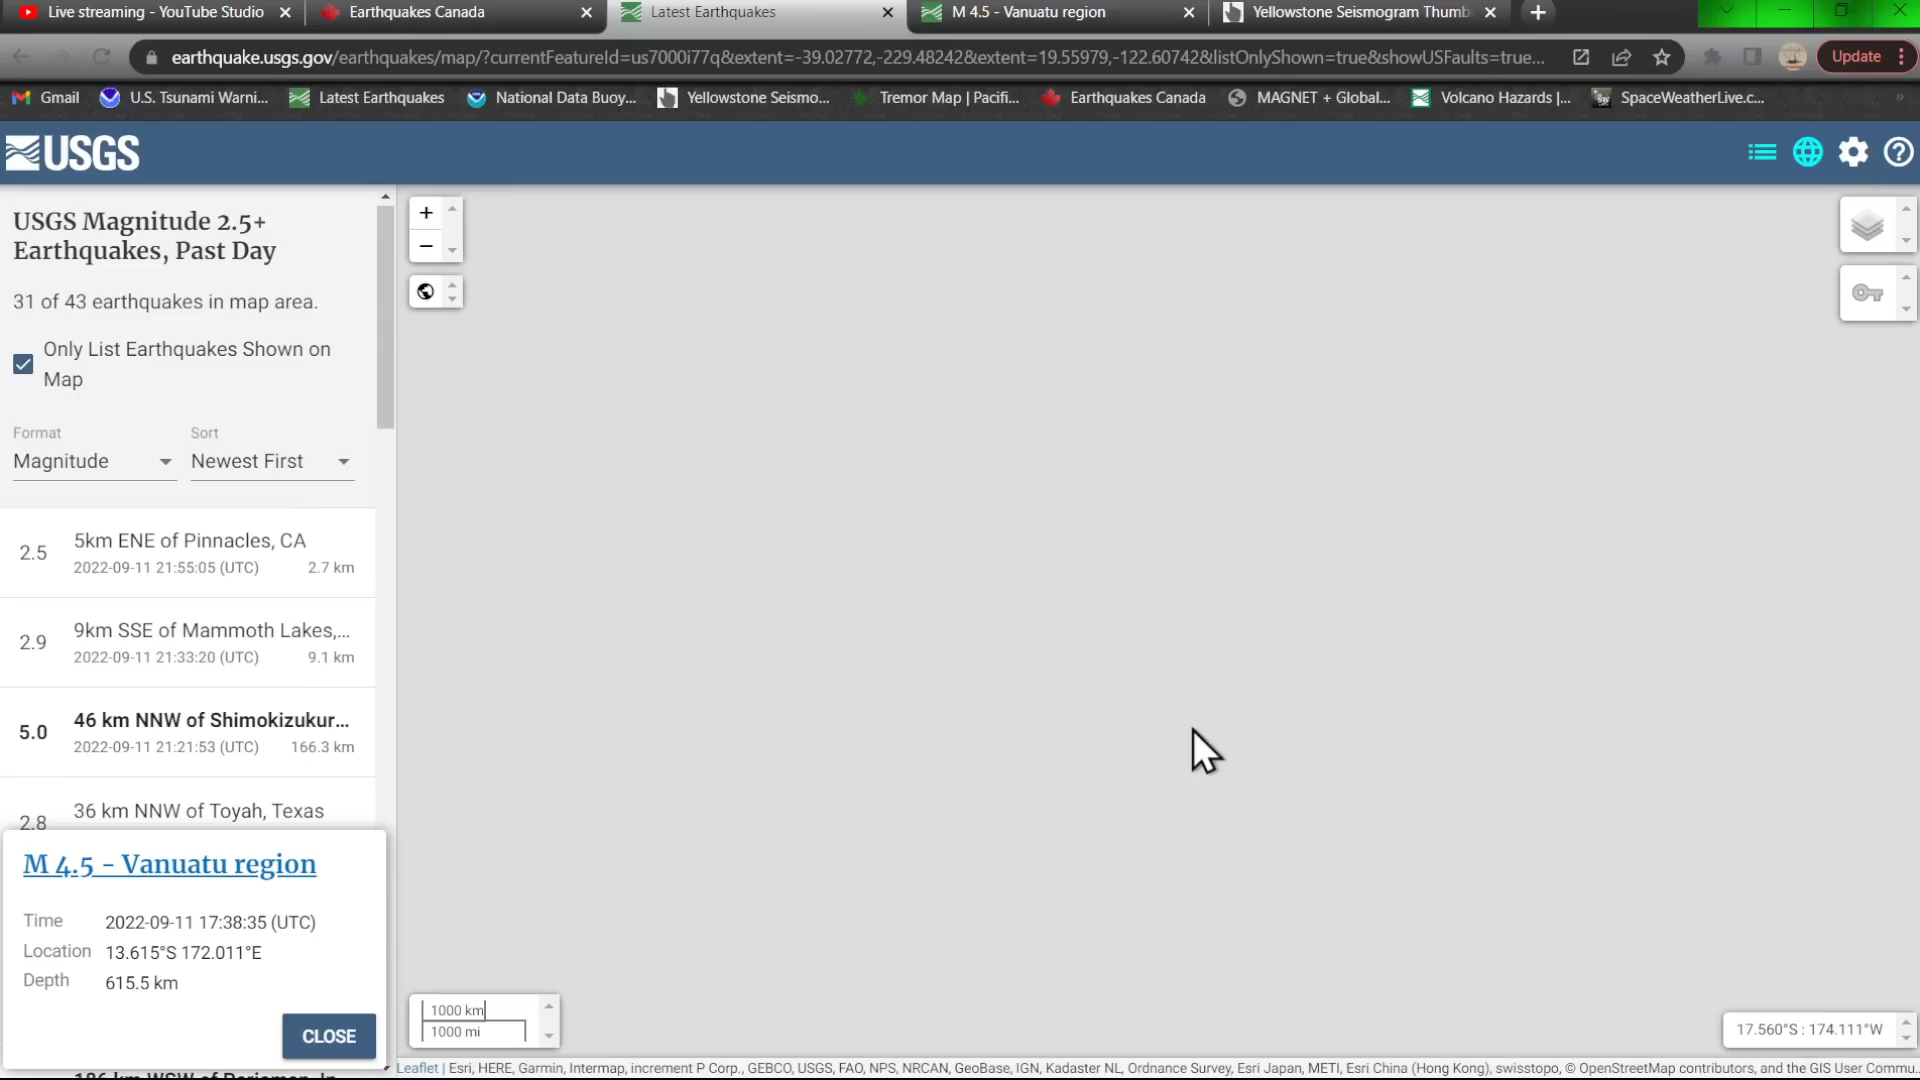 Live streaming - YouTube Studio
Earthquakes Canada
Latest Earthquakes
M 4.5 - Vanuatu region
Yellowstone Seismogram Thumb
earthquake.usgs.gov/earthquakes/map/?currentFeatureId=us7000i77q&extent=-39.02772,-229.48242&extent=19.55979,-122.60742&listOnlyShown=true&showUSFaults=true...
Update
Gmail
U.S. Tsunami Warni...
Latest Earthquakes
National Data Buoy...
Yellowstone Seismo...
Tremor Map | Pacifi...
Earthquakes Canada
MAGNET + Global...
Volcano Hazards |...
SpaceWeatherLive.c...
USGS
USGS Magnitude 2.5+
Earthquakes, Past Day
31 of 43 earthquakes in map area.
Only List Earthquakes Shown on
Map
Format
Sort
Magnitude
Newest First
2.5
5km ENE of Pinnacles, CA
2022-09-11 21:55:05 (UTC) 2.7 km
2.9
9km SSE of Mammoth Lakes,...
2022-09-11 21:33:20 (UTC) 9.1 km
5.0
46 km NNW of Shimokizukur...
2022-09-11 21:21:53 (UTC) 166.3 km
2.8
36 km NNW of Toyah, Texas
M 4.5 - Vanuatu region
Time 2022-09-11 17:38:35 (UTC)
Location 13.615°S 172.011°E
Depth 615.5 km
CLOSE
+
−
1000 km
1000 mi
17.560°S : 174.111°W
Leaflet | Esri, HERE, Garmin, Intermap, increment P Corp., GEBCO, USGS, FAO, NPS, NRCAN, GeoBase, IGN, Kadaster NL, Ordnance Survey, Esri Japan, METI, Esri China (Hong Kong), swisstopo, © OpenStreetMap contributors, and the GIS User Commu...